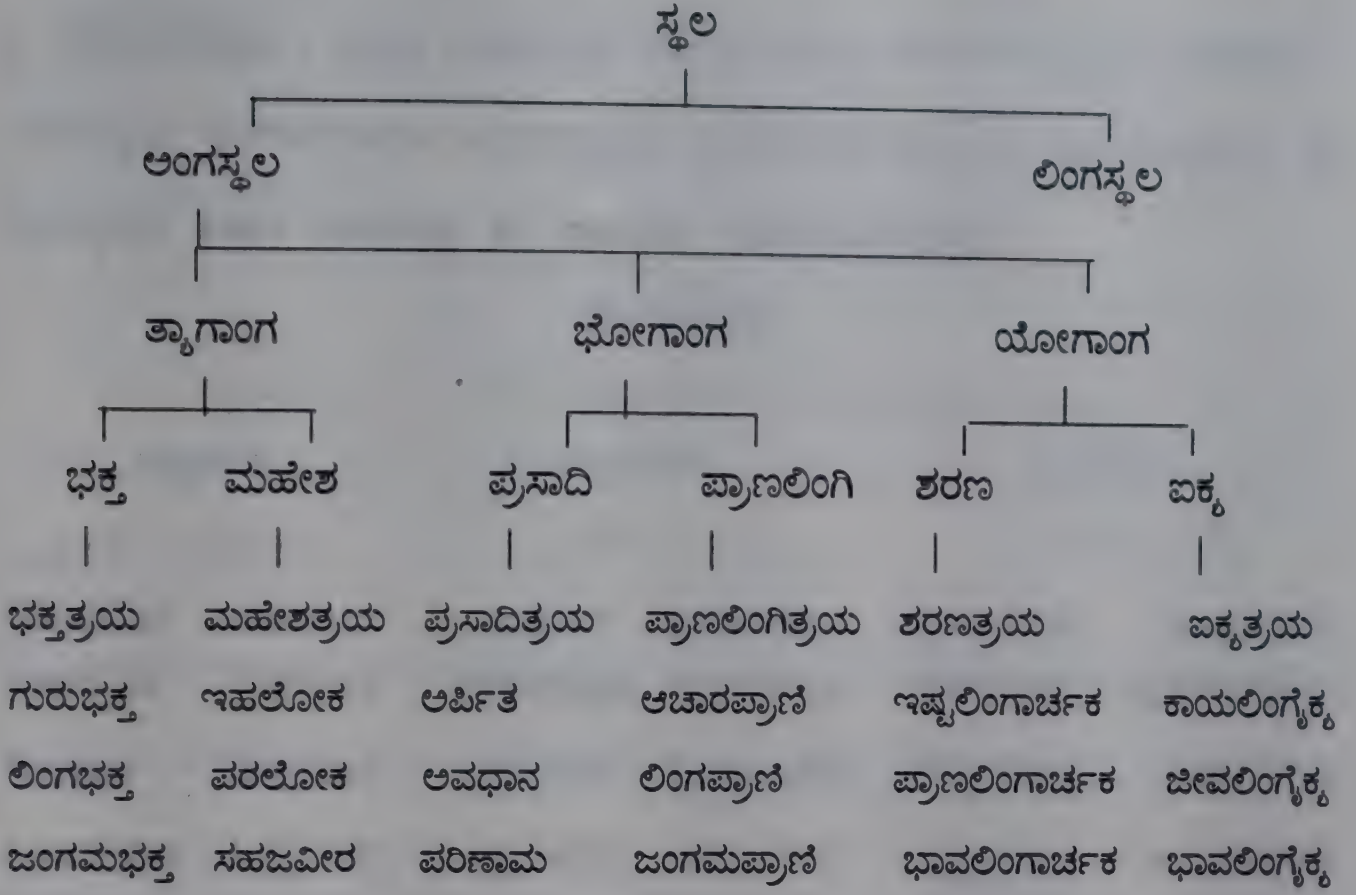 ಸ್ಥಲ
ಅಂಗಸ್ಥಲ ಲಿಂಗಸ್ಥಲ
ತ್ಯಾಗಾಂಗ ಭೋಗಾಂಗ ಯೋಗಾಂಗ
ಭಕ್ತ ಮಹೇಶ ಪ್ರಸಾದಿ ಪ್ರಾಣಲಿಂಗಿ ಶರಣ ಐಕ್ಯ
ಭಕ್ತತ್ರಯ ಮಹೇಶತ್ರಯ ಪ್ರಸಾದಿತ್ರಯ ಪ್ರಾಣಲಿಂಗಿತ್ರಯ ಶರಣತ್ರಯ ಐಕ್ಯತ್ರಯ
ಗುರುಭಕ್ತ ಇಹಲೋಕ ಅರ್ಪಿತ ಆಚಾರಪ್ರಾಣಿ ಇಷ್ಟಲಿಂಗಾರ್ಚಕ ಕಾಯಲಿಂಗೈಕ್ಯ
ಲಿಂಗಭಕ್ತ ಪರಲೋಕ ಅವಧಾನ ಲಿಂಗಪ್ರಾಣಿ ಪ್ರಾಣಲಿಂಗಾರ್ಚಕ ಜೀವಲಿಂಗೈಕ್ಯ
ಜಂಗಮಭಕ್ತ ಸಹಜವೀರ ಪರಿಣಾಮ ಜಂಗಮಪ್ರಾಣಿ ಭಾವಲಿಂಗಾರ್ಚಕ ಭಾವಲಿಂಗೈಕ್ಯ